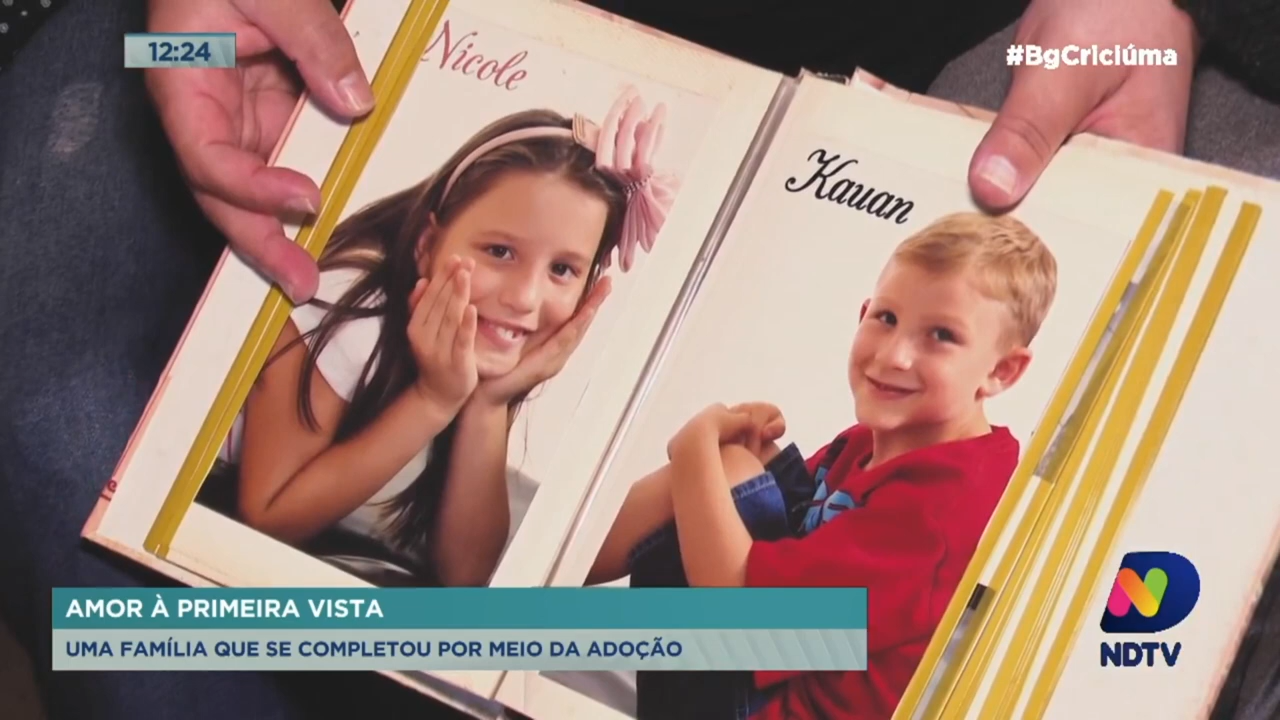 12:24
#BgCriciúma
Nicole
Kauan
AMOR À PRIMEIRA VISTA
UMA FAMÍLIA QUE SE COMPLETOU POR MEIO DA ADOÇÃO
NDTV